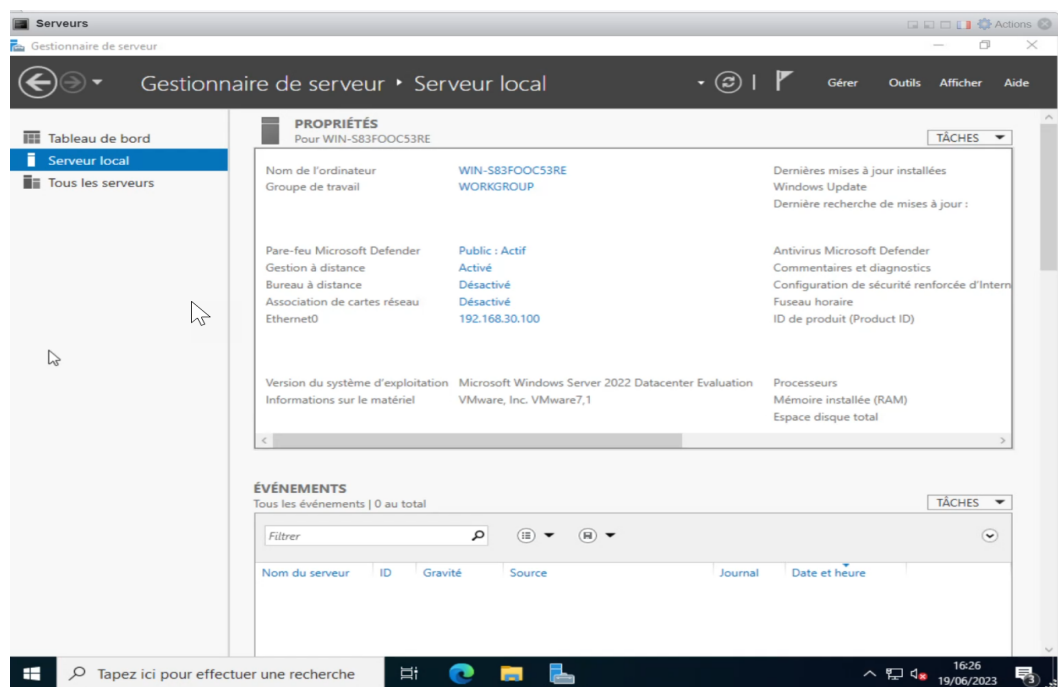 Serveurs
Actions
Gestionnaire de serveur
Gestionnaire de serveur ‣ Serveur local
Gérer Outils Afficher Aide
Tableau de bord
Serveur local
Tous les serveurs
PROPRIÉTÉS
Pour WIN-S83FOOC53RE
TÂCHES
Nom de l'ordinateur WIN-S83FOOC53RE Dernières mises à jour installées
Groupe de travail WORKGROUP Windows Update
Dernière recherche de mises à jour :
Pare-feu Microsoft Defender Public : Actif Antivirus Microsoft Defender
Gestion à distance Activé Commentaires et diagnostics
Bureau à distance Désactivé Configuration de sécurité renforcée d'Intern
Association de cartes réseau Désactivé Fuseau horaire
Ethernet0 192.168.30.100 ID de produit (Product ID)
Version du système d'exploitation Microsoft Windows Server 2022 Datacenter Evaluation Processeurs
Informations sur le matériel VMware, Inc. VMware7,1 Mémoire installée (RAM)
Espace disque total
ÉVÉNEMENTS
Tous les événements | 0 au total
TÂCHES
Filtrer
Nom du serveur ID Gravité Source Journal Date et heure
Tapez ici pour effectuer une recherche
16:26
19/06/2023
3